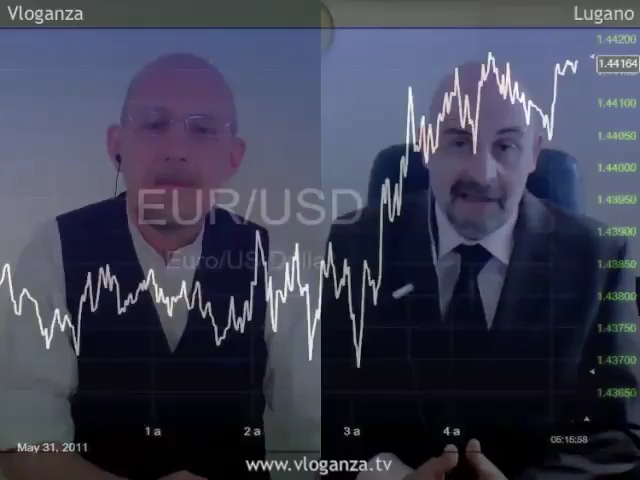 Vloganza
Lugano
1.44200
1.44164
1.44100
1.44050
1.44000
1.43950
EUR/USD
1.43900
Euro/US Dolla
1.43850
1.43800
1.43750
1.43700
1.43650
1 a
2 a
3 a
4 a
May 31, 2011
05:15:58
www.vloganza.tv